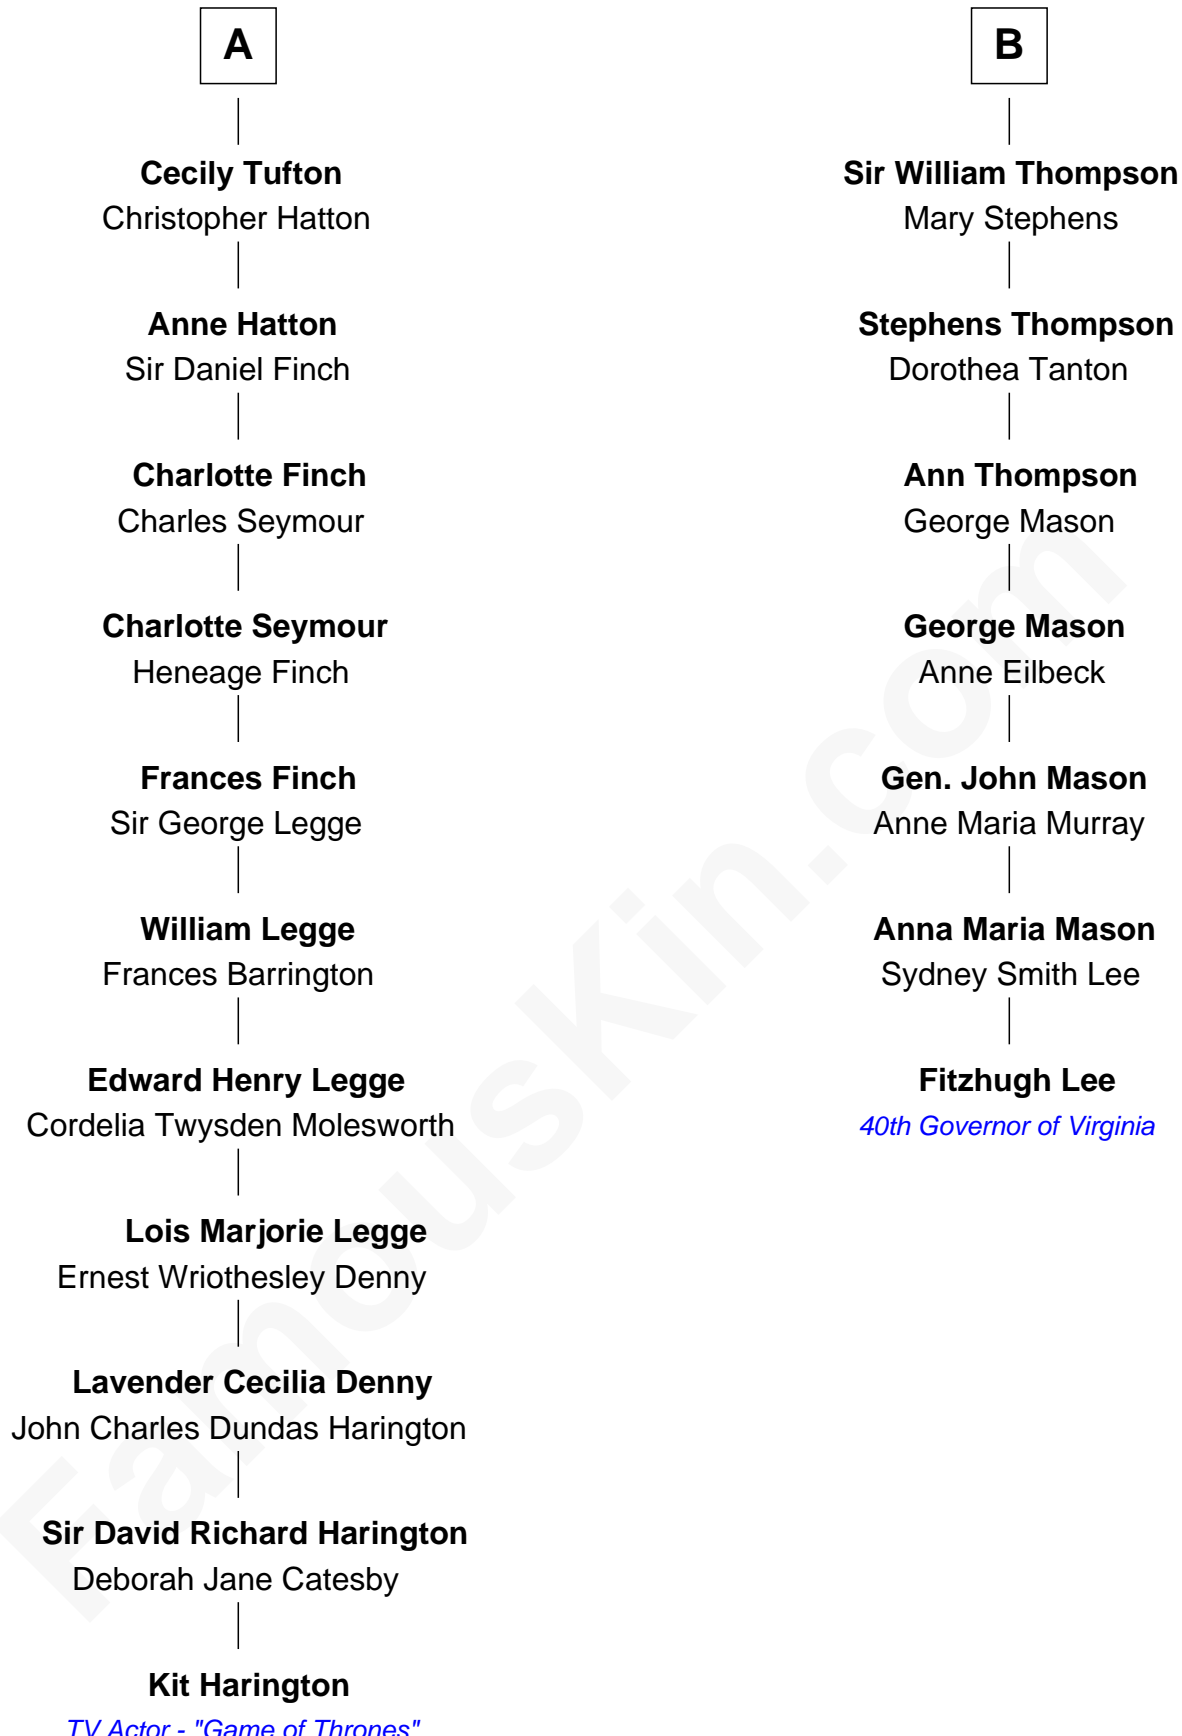 A
Cecily Tufton
Christopher Hatton
Anne Hatton
Sir Daniel Finch
Charlotte Finch
Charles Seymour
Charlotte Seymour
Heneage Finch
Frances Finch
Sir George Legge
William Legge
Frances Barrington
Edward Henry Legge
Cordelia Twysden Molesworth
Lois Marjorie Legge
Ernest Wriothesley Denny
Lavender Cecilia Denny
John Charles Dundas Harington
Sir David Richard Harington
Deborah Jane Catesby
Kit Harington
TV Actor - "Game of Thrones"
B
Sir William Thompson
Mary Stephens
Stephens Thompson
Dorothea Tanton
Ann Thompson
George Mason
George Mason
Anne Eilbeck
Gen. John Mason
Anne Maria Murray
Anna Maria Mason
Sydney Smith Lee
Fitzhugh Lee
40th Governor of Virginia
FamousKin.com